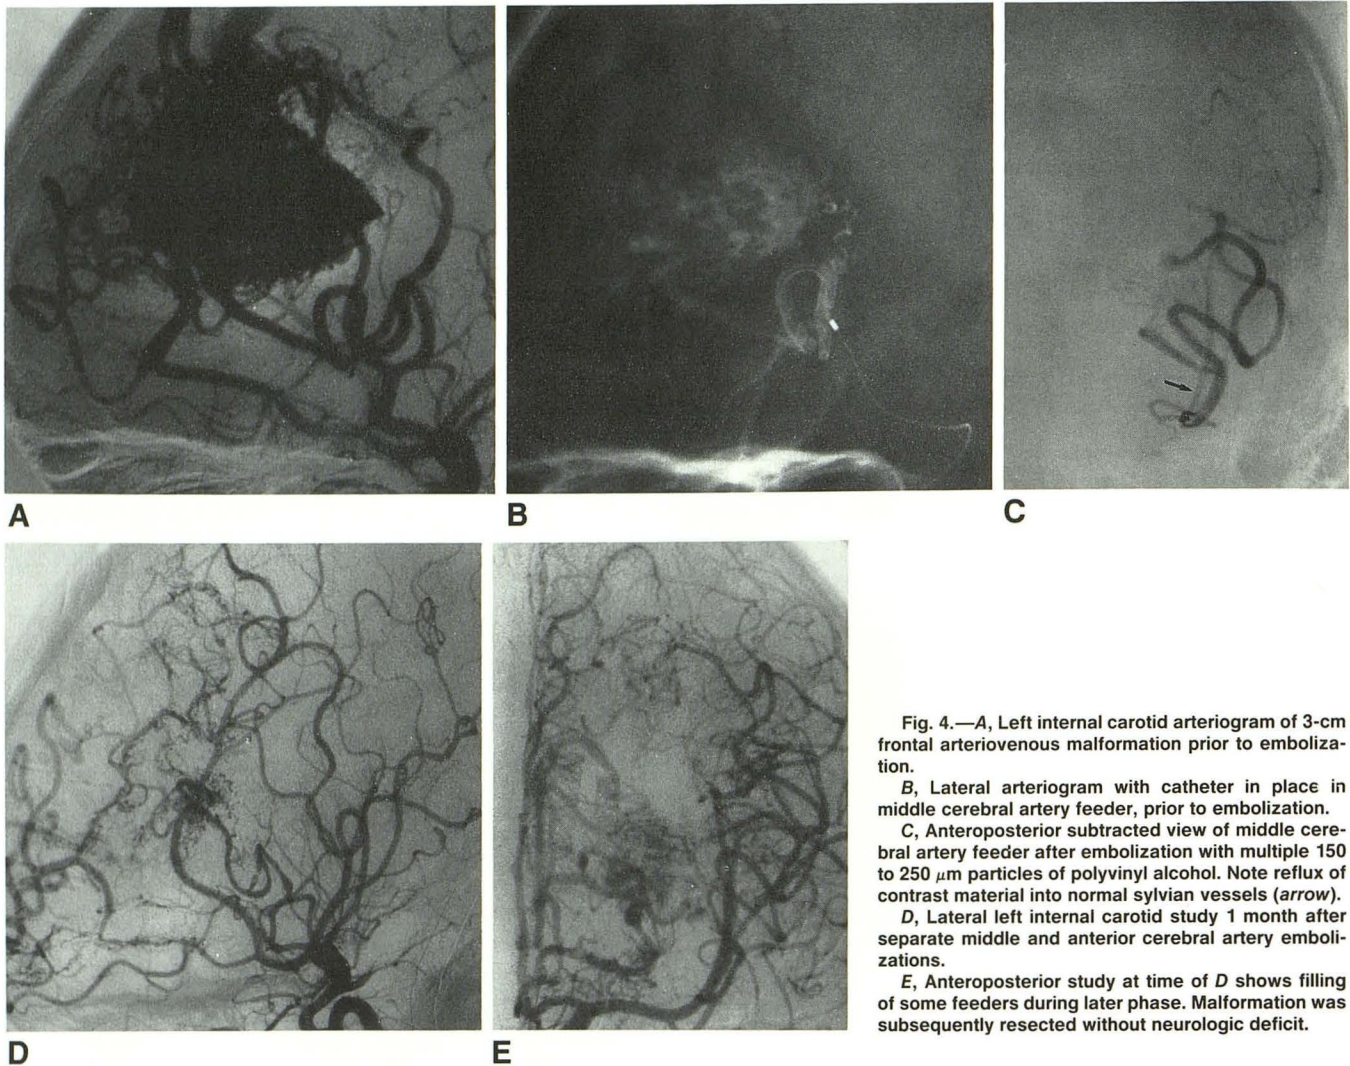 A
B
C
D
E
Fig. 4.—A, Left internal carotid arteriogram of 3-cm
frontal arteriovenous malformation prior to emboliza-
tion.
B, Lateral arteriogram with catheter in place in
middle cerebral artery feeder, prior to embolization.
C, Anteroposterior subtracted view of middle cere-
bral artery feeder after embolization with multiple 150
to 250 μm particles of polyvinyl alcohol. Note reflux of
contrast material into normal sylvian vessels (arrow).
D, Lateral left internal carotid study 1 month after
separate middle and anterior cerebral artery emboli-
zations.
E, Anteroposterior study at time of D shows filling
of some feeders during later phase. Malformation was
subsequently resected without neurologic deficit.